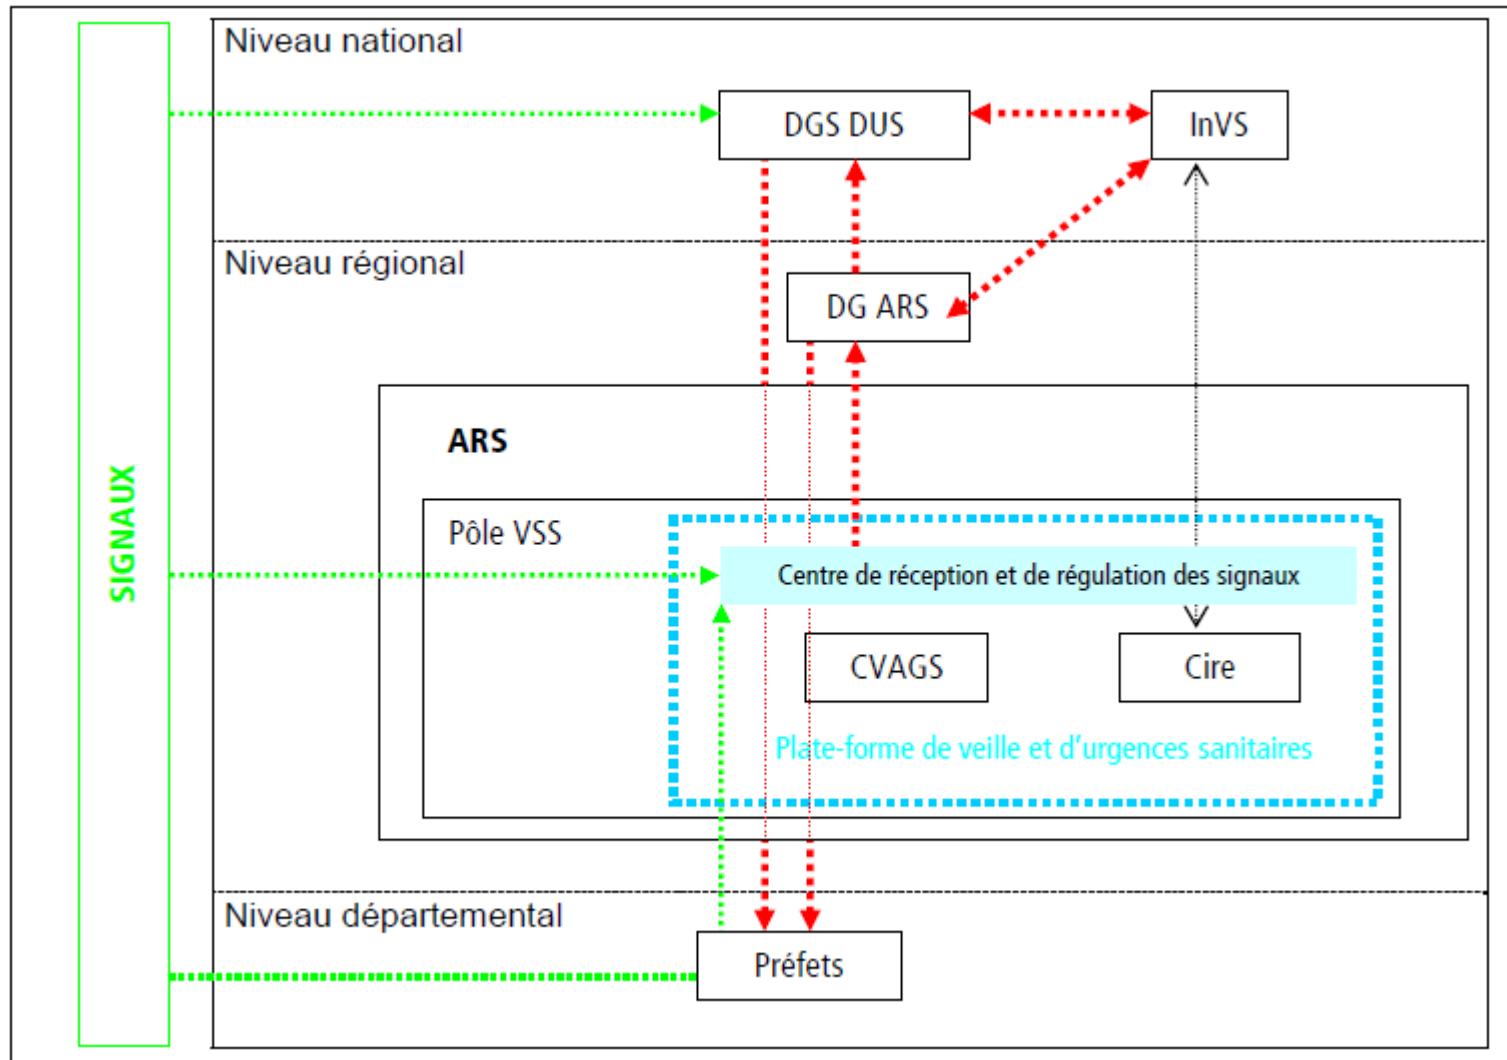 Niveau national
DGS DUS
InVS
Niveau régional
DG ARS
ARS
SIGNAUX
Pôle VSS
Centre de réception et de régulation des signaux
CVAGS
Cire
Plate-forme de veille et d'urgences sanitaires
Niveau départemental
Préfets